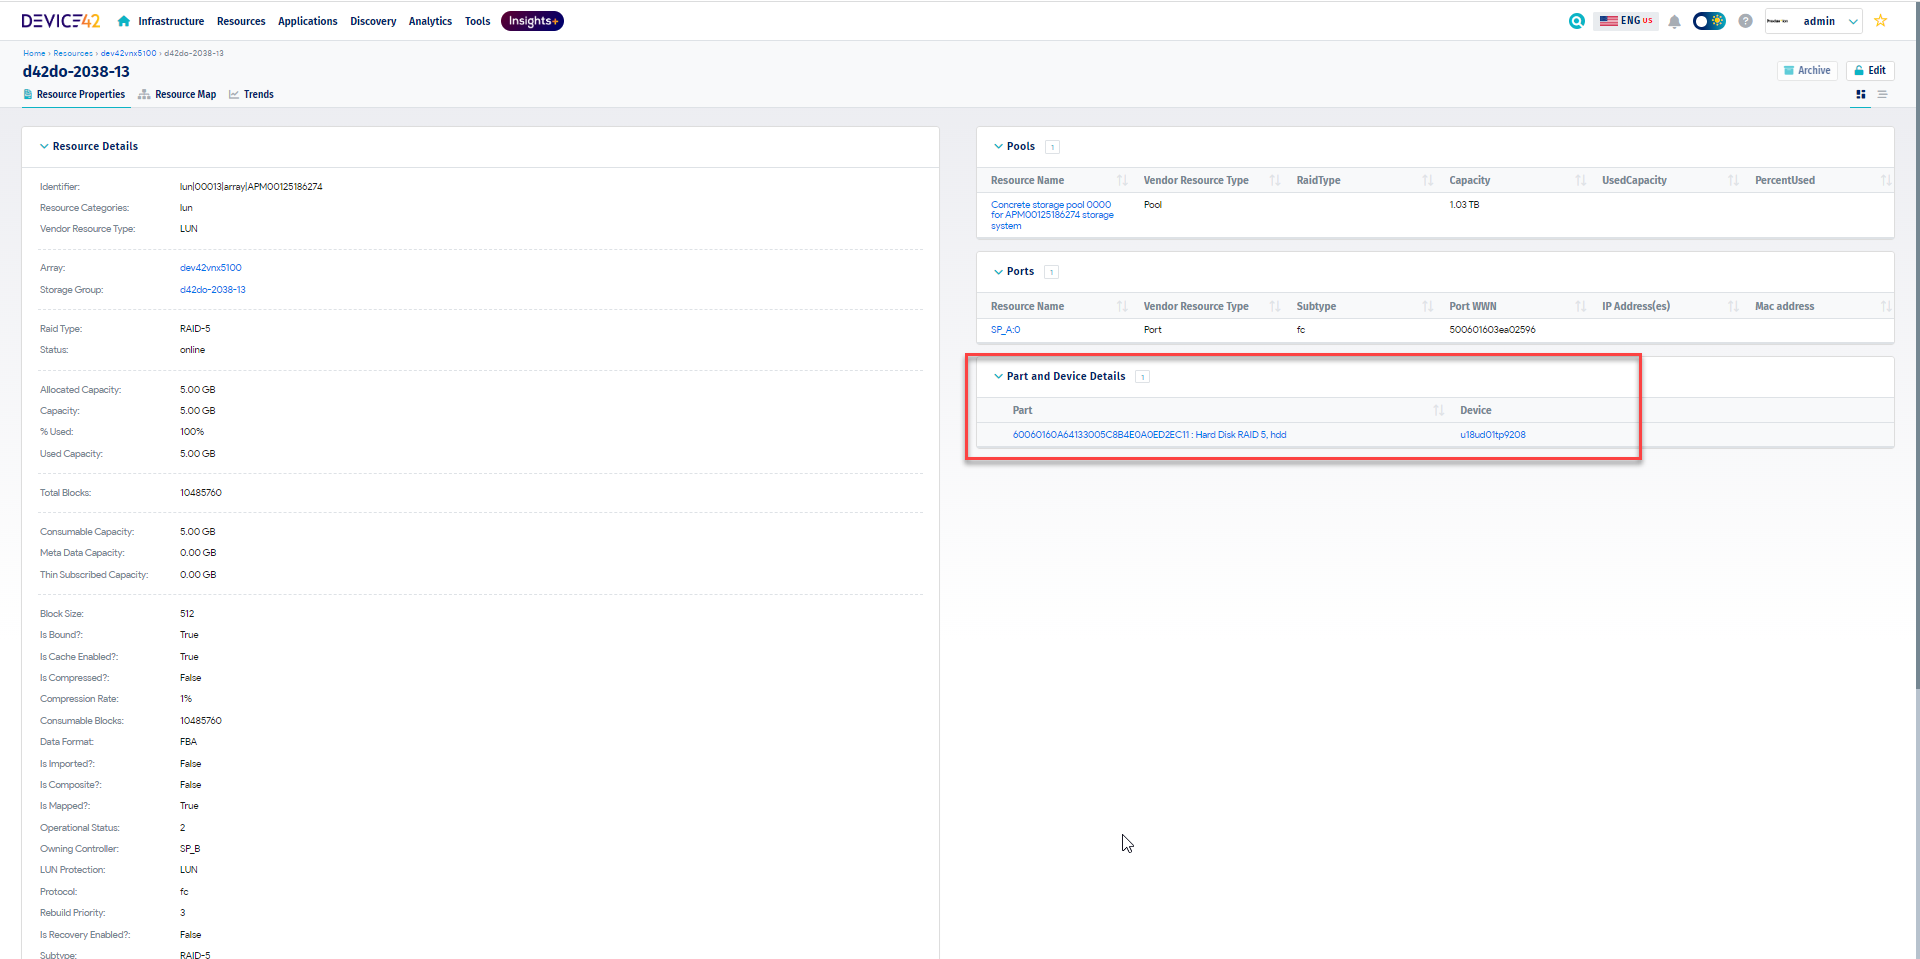 DEVICE42 Infrastructure Resources Applications Discovery Analytics Tools Insights+ ENG US ? admin
Home › Resources › dev42vnx5100 › d42do-2038-13
d42do-2038-13
Archive Edit
Resource Properties Resource Map Trends
Resource Details
Identifier: lun|00013|array|APM00125186274
Resource Categories: lun
Vendor Resource Type: LUN
Array: dev42vnx5100
Storage Group: d42do-2038-13
Raid Type: RAID-5
Status: online
Allocated Capacity: 5.00 GB
Capacity: 5.00 GB
% Used: 100%
Used Capacity: 5.00 GB
Total Blocks: 10485760
Consumable Capacity: 5.00 GB
Meta Data Capacity: 0.00 GB
Thin Subscribed Capacity: 0.00 GB
Block Size: 512
Is Bound?: True
Is Cache Enabled?: True
Is Compressed?: False
Compression Rate: 1%
Consumable Blocks: 10485760
Data Format: FBA
Is Imported?: False
Is Composite?: False
Is Mapped?: True
Operational Status: 2
Owning Controller: SP_B
LUN Protection: LUN
Protocol: fc
Rebuild Priority: 3
Is Recovery Enabled?: False
Subtype: RAID-5
Pools 1
Resource Name Vendor Resource Type RaidType Capacity UsedCapacity PercentUsed
Concrete storage pool 0000 Pool 1.03 TB
for APM00125186274 storage
system
Ports 1
Resource Name Vendor Resource Type Subtype Port WWN IP Address(es) Mac address
SP_A:0 Port fc 500601603ea02596
Part and Device Details 1
Part Device
60060160A64133005C8B4E0A0ED2EC11 : Hard Disk RAID 5, hdd u18ud01tp9208